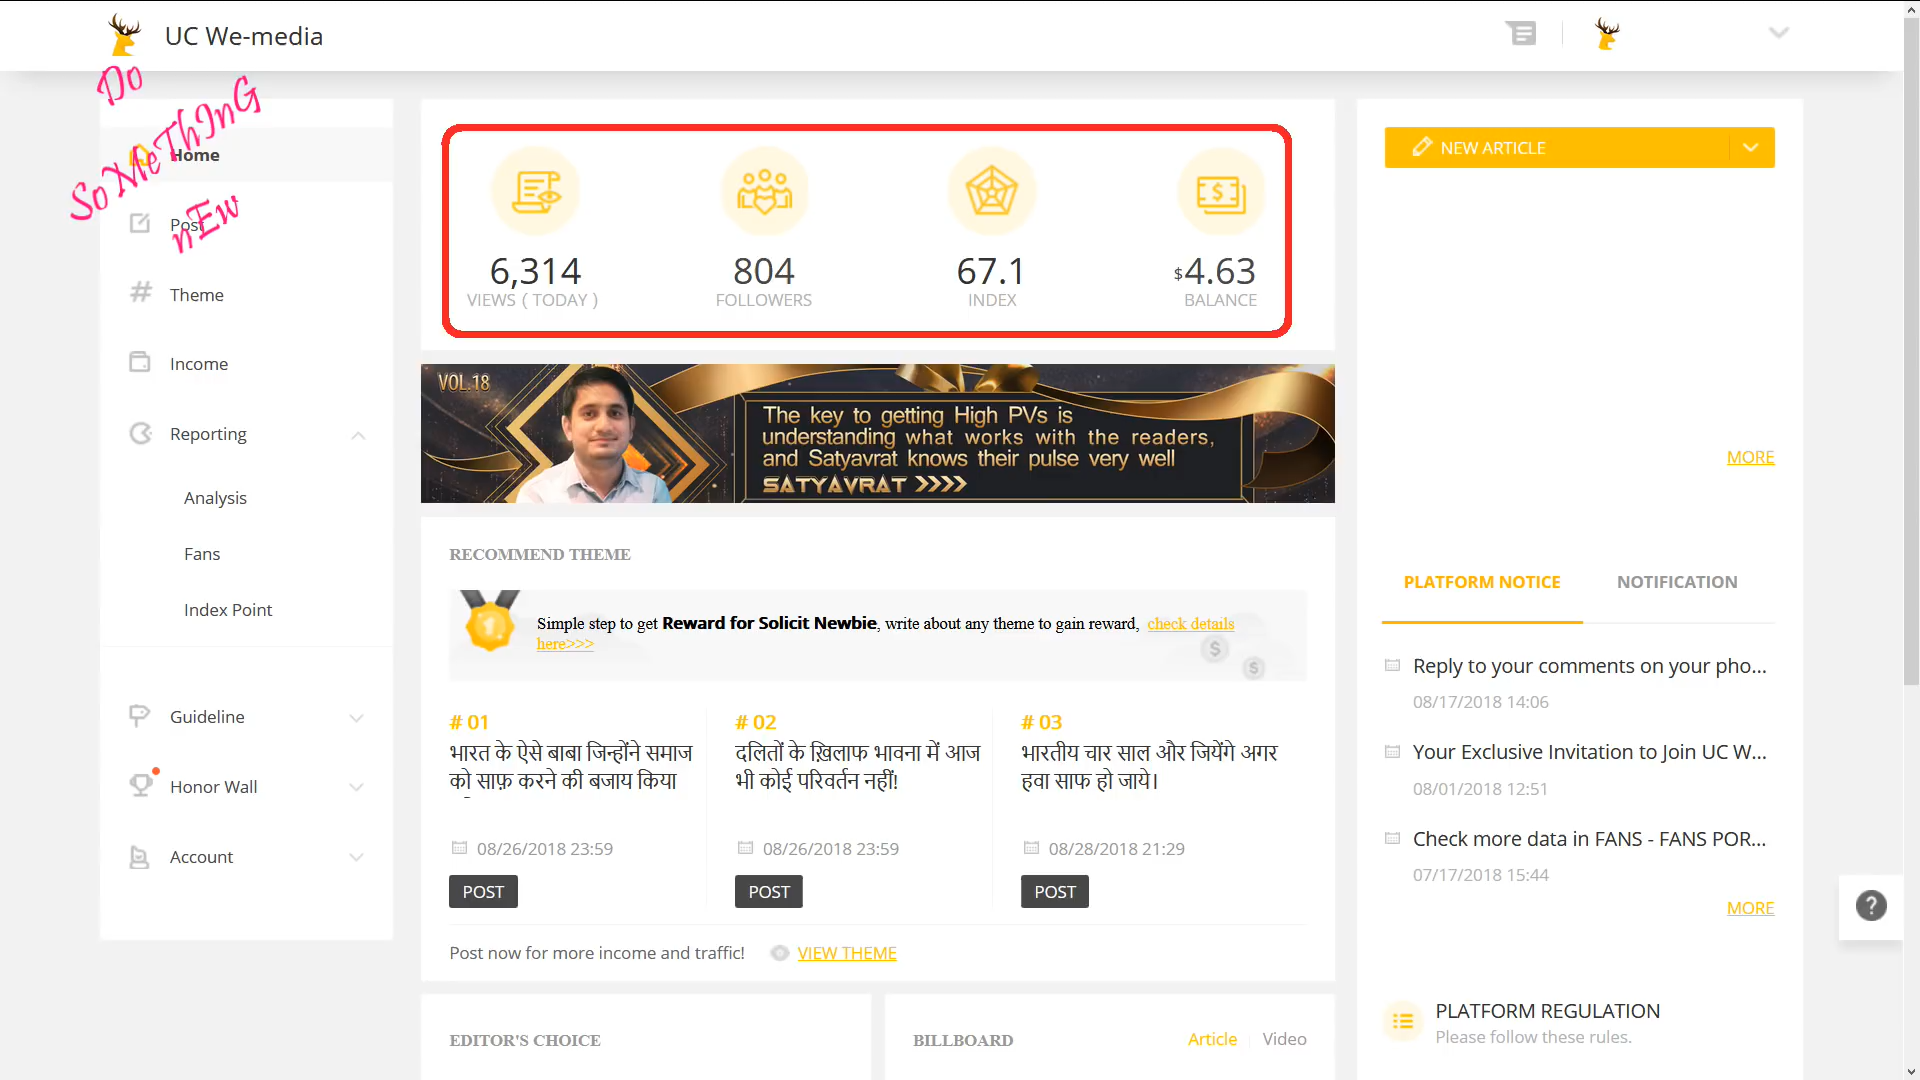 UC We-media
Do
SoMeThInG
nEw
Home
Post
Theme
Income
Reporting
Analysis
Fans
Index Point
Guideline
Honor Wall
Account
6,314
VIEWS ( TODAY )
804
FOLLOWERS
67.1
INDEX
$4.63
BALANCE
VOL.18
The key to getting High PVs is
understanding what works with the readers,
and Satyavrat knows their pulse very well
SATYAVRAT >>>>
RECOMMEND THEME
Simple step to get Reward for Solicit Newbie, write about any theme to gain reward, check details
here>>>
# 01
भारत के ऐसे बाबा जिन्होंने समाज
को साफ़ करने की बजाय किया
08/26/2018 23:59
POST
# 02
दलितों के ख़िलाफ भावना में आज
भी कोई परिवर्तन नहीं!
08/26/2018 23:59
POST
# 03
भारतीय चार साल और जियेंगे अगर
हवा साफ हो जाये।
08/28/2018 21:29
POST
Post now for more income and traffic!
VIEW THEME
EDITOR'S CHOICE
BILLBOARD
Article
Video
NEW ARTICLE
MORE
PLATFORM NOTICE
NOTIFICATION
Reply to your comments on your pho...
08/17/2018 14:06
Your Exclusive Invitation to Join UC W...
08/01/2018 12:51
Check more data in FANS - FANS POR...
07/17/2018 15:44
MORE
PLATFORM REGULATION
Please follow these rules.